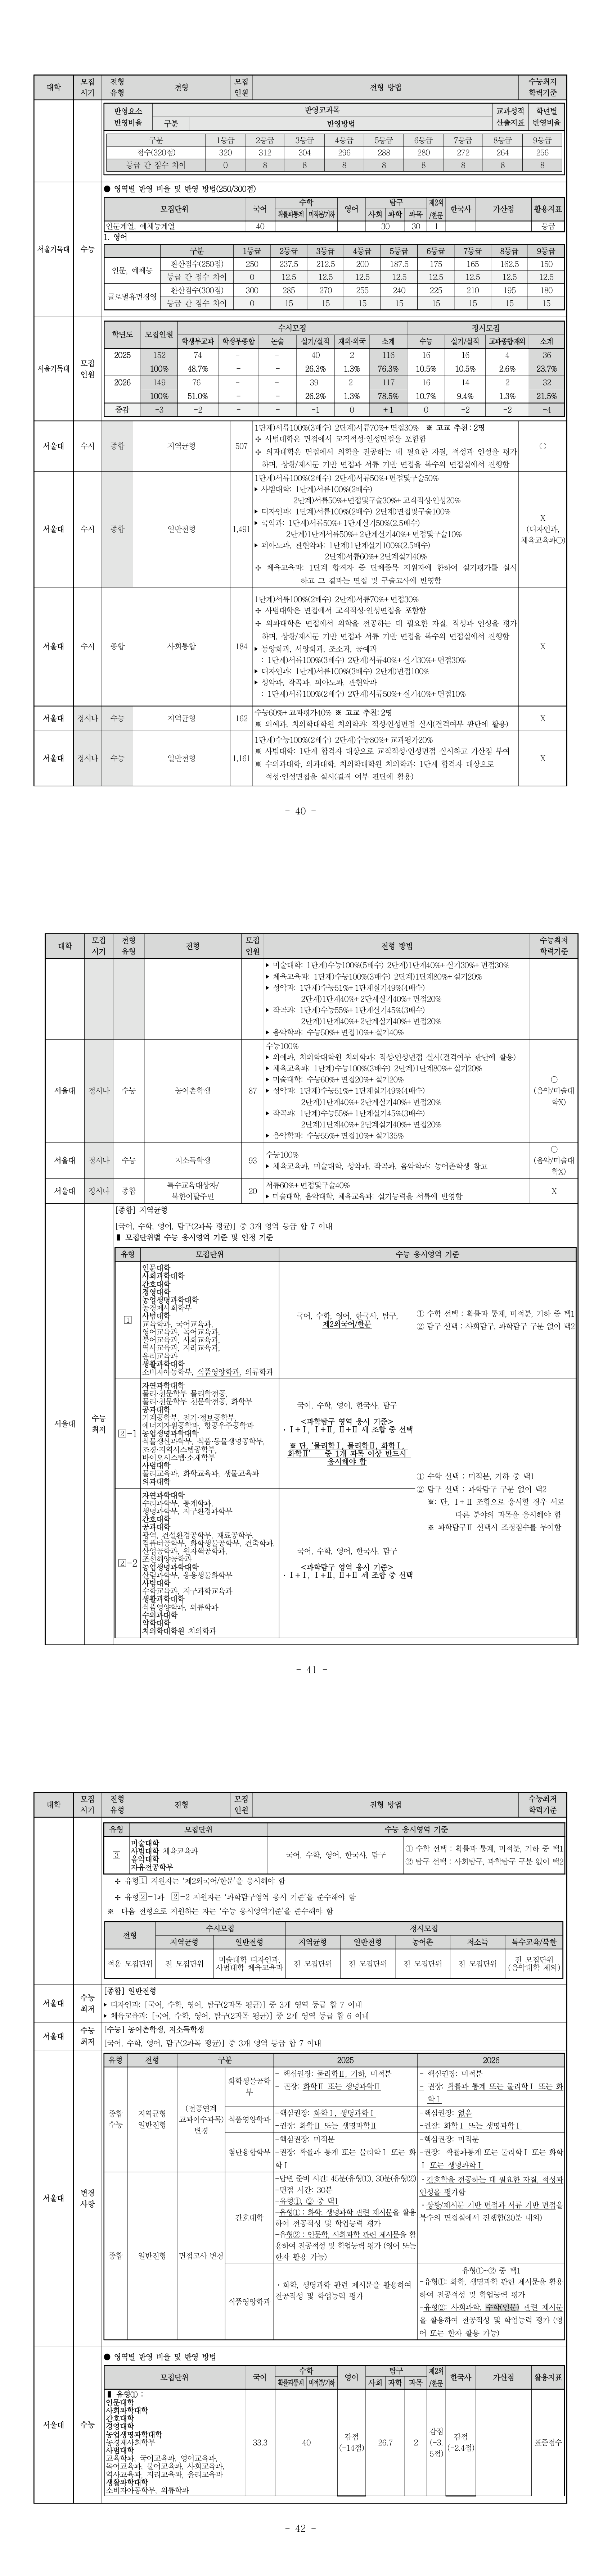 대학 모집 시기 전형 유형 전형 모집 인원 전형 방법 수능최저 학력기준
반영요소 반영교과목 교과성적 학년별
반영비율 구분 반영방법 산출지표 반영비율
구분 1등급 2등급 3등급 4등급 5등급 6등급 7등급 8등급 9등급
점수(320점) 320 312 304 296 288 280 272 264 256
등급 간 점수 차이 0 8 8 8 8 8 8 8 8
서울기독대 수능
● 영역별 반영 비율 및 반영 방법(250/300점)
모집단위 국어 수학 영어 탐구 제2외/한문 한국사 가산점 활용지표
확률과통계 미적분/기하 사회 과학 과목
인문계열, 예체능계열 40 30 30 1 등급
1. 영어
구분 1등급 2등급 3등급 4등급 5등급 6등급 7등급 8등급 9등급
인문, 예체능 환산점수(250점) 250 237.5 212.5 200 187.5 175 165 162.5 150
등급 간 점수 차이 0 12.5 12.5 12.5 12.5 12.5 12.5 12.5 12.5
글로벌휴먼경영 환산점수(300점) 300 285 270 255 240 225 210 195 180
등급 간 점수 차이 0 15 15 15 15 15 15 15 15
서울기독대 모집 인원
학년도 모집인원 수시모집 정시모집
학생부교과 학생부종합 논술 실기/실적 재외·외국 소계 수능 실기/실적 교과종합재외 소계
2025 152 74 - - 40 2 116 16 16 4 36
100% 48.7% - - 26.3% 1.3% 76.3% 10.5% 10.5% 2.6% 23.7%
2026 149 76 - - 39 2 117 16 14 2 32
100% 51.0% - - 26.2% 1.3% 78.5% 10.7% 9.4% 1.3% 21.5%
증감 -3 -2 - - -1 0 +1 0 -2 -2 -4
서울대 수시 종합 지역균형 507 ○
1단계)서류100%(3배수) 2단계)서류70%+면접30% ※ 고교 추천:2명
✢ 사범대학은 면접에서 교직적성·인성면접을 포함함
✢ 의과대학은 면접에서 의학을 전공하는 데 필요한 자질, 적성과 인성을 평가
하며, 상황/제시문 기반 면접과 서류 기반 면접을 복수의 면접실에서 진행함
서울대 수시 종합 일반전형 1,491 X (디자인과, 체육교육과○)
1단계)서류100%(2배수) 2단계)서류50%+면접및구술50%
▸ 사범대학: 1단계)서류100%(2배수)
2단계)서류50%+면접및구술30%+교직적성·인성20%
▸ 디자인과: 1단계)서류100%(2배수) 2단계)면접및구술100%
▸ 국악과: 1단계)서류50%+1단계실기50%(2.5배수)
2단계)1단계서류50%+2단계실기40%+면접및구술10%
▸ 피아노과, 관현악과: 1단계)1단계실기100%(2.5배수)
2단계)서류60%+2단계실기40%
✢ 체육교육과: 1단계 합격자 중 단체종목 지원자에 한하여 실기평가를 실시
하고 그 결과는 면접 및 구술고사에 반영함
서울대 수시 종합 사회통합 184 X
1단계)서류100%(2배수) 2단계)서류70%+면접30%
✢ 사범대학은 면접에서 교직적성·인성면접을 포함함
✢ 의과대학은 면접에서 의학을 전공하는 데 필요한 자질, 적성과 인성을 평가
하며, 상황/제시문 기반 면접과 서류 기반 면접을 복수의 면접실에서 진행함
▸ 동양화과, 서양화과, 조소과, 공예과
: 1단계)서류100%(3배수) 2단계)서류40%+실기30%+면접30%
▸ 디자인과: 1단계)서류100%(3배수) 2단계)면접100%
▸ 성악과, 작곡과, 피아노과, 관현악과
: 1단계)서류100%(2배수) 2단계)서류50%+실기40%+면접10%
서울대 정시나 수능 지역균형 162 X
수능60%+교과평가40% ※ 고교 추천:2명
※ 의예과, 치의학대학원 치의학과: 적성·인성면접 실시(결격여부 판단에 활용)
서울대 정시나 수능 일반전형 1,161 X
1단계)수능100%(2배수) 2단계)수능80%+교과평가20%
※ 사범대학: 1단계 합격자 대상으로 교직적성·인성면접 실시하고 가산점 부여
※ 수의과대학, 의과대학, 치의학대학원 치의학과: 1단계 합격자 대상으로
적성·인성면접을 실시(결격 여부 판단에 활용)
- 40 -
대학 모집 시기 전형 유형 전형 모집 인원 전형 방법 수능최저 학력기준
▸ 미술대학: 1단계)수능100%(5배수) 2단계)1단계40%+실기30%+면접30%
▸ 체육교육과: 1단계)수능100%(3배수) 2단계)1단계80%+실기20%
▸ 성악과: 1단계)수능51%+1단계실기49%(4배수)
2단계)1단계40%+2단계실기40%+면접20%
▸ 작곡과: 1단계)수능55%+1단계실기45%(3배수)
2단계)1단계40%+2단계실기40%+면접20%
▸ 음악학과: 수능50%+면접10%+실기40%
서울대 정시나 수능 농어촌학생 87 ○ (음악/미술대학X)
수능100%
▸ 의예과, 치의학대학원 치의학과: 적성인성면접 실시(결격여부 판단에 활용)
▸ 체육교육과: 1단계)수능100%(3배수) 2단계)1단계80%+실기20%
▸ 미술대학: 수능60%+면접20%+실기20%
▸ 성악과: 1단계)수능51%+1단계실기49%(4배수)
2단계)1단계40%+2단계실기40%+면접20%
▸ 작곡과: 1단계)수능55%+1단계실기45%(3배수)
2단계)1단계40%+2단계실기40%+면접20%
▸ 음악학과: 수능55%+면접10%+실기35%
서울대 정시나 수능 저소득학생 93 ○ (음악/미술대학X)
수능100%
▸ 체육교육과, 미술대학, 성악과, 작곡과, 음악학과: 농어촌학생 참고
서울대 정시나 종합 특수교육대상자/북한이탈주민 20 X
서류60%+면접및구술40%
▸ 미술대학, 음악대학, 체육교육과: 실기능력을 서류에 반영함
서울대 수능 최저
[종합] 지역균형
[국어, 수학, 영어, 탐구(2과목 평균)] 중 3개 영역 등급 합 7 이내
▮ 모집단위별 수능 응시영역 기준 및 인정 기준
유형 모집단위 수능 응시영역 기준
1
인문대학
사회과학대학
간호대학
경영대학
농업생명과학대학
농경제사회학부
사범대학
교육학과, 국어교육과,
영어교육과, 독어교육과,
불어교육과, 사회교육과,
역사교육과, 지리교육과,
윤리교육과
생활과학대학
소비자아동학부, 식품영양학과, 의류학과
국어, 수학, 영어, 한국사, 탐구,
제2외국어/한문
① 수학 선택 : 확률과 통계, 미적분, 기하 중 택1
② 탐구 선택 : 사회탐구, 과학탐구 구분 없이 택2
2-1
자연과학대학
물리·천문학부 물리학전공,
물리·천문학부 천문학전공, 화학부
공과대학
기계공학부, 전기·정보공학부,
에너지자원공학과, 항공우주공학과
농업생명과학대학
식물생산과학부, 식품·동물생명공학부,
조경·지역시스템공학부,
바이오시스템·소재학부
사범대학
물리교육과, 화학교육과, 생물교육과
의과대학
국어, 수학, 영어, 한국사, 탐구
<과학탐구 영역 응시 기준>
· Ⅰ+Ⅰ, Ⅰ+Ⅱ, Ⅱ+Ⅱ 세 조합 중 선택
※ 단, '물리학Ⅰ, 물리학Ⅱ, 화학Ⅰ,
화학Ⅱ' 중 1개 과목 이상 반드시
응시해야 함
① 수학 선택 : 미적분, 기하 중 택1
② 탐구 선택 : 과학탐구 구분 없이 택2
※: 단, Ⅰ+Ⅱ 조합으로 응시할 경우 서로
다른 분야의 과목을 응시해야 함
※ 과학탐구Ⅱ 선택시 조정점수를 부여함
2-2
자연과학대학
수리과학부, 통계학과,
생명과학부, 지구환경과학부
간호대학
공과대학
광역, 건설환경공학부, 재료공학부,
컴퓨터공학부, 화학생물공학부, 건축학과,
산업공학과, 원자핵공학과,
조선해양공학과
농업생명과학대학
산림과학부, 응용생물화학부
사범대학
수학교육과, 지구과학교육과
생활과학대학
식품영양학과, 의류학과
수의과대학
약학대학
치의학대학원 치의학과
국어, 수학, 영어, 한국사, 탐구
<과학탐구 영역 응시 기준>
· Ⅰ+Ⅰ, Ⅰ+Ⅱ, Ⅱ+Ⅱ 세 조합 중 선택
- 41 -
대학 모집 시기 전형 유형 전형 모집 인원 전형 방법 수능최저 학력기준
유형 모집단위 수능 응시영역 기준
3
미술대학
사범대학 체육교육과
음악대학
자유전공학부
국어, 수학, 영어, 한국사, 탐구
① 수학 선택 : 확률과 통계, 미적분, 기하 중 택1
② 탐구 선택 : 사회탐구, 과학탐구 구분 없이 택2
✢ 유형1 지원자는 '제2외국어/한문'을 응시해야 함
✢ 유형2-1과 2-2 지원자는 '과학탐구영역 응시 기준'을 준수해야 함
※ 다음 전형으로 지원하는 자는 '수능 응시영역기준'을 준수해야 함
전형 수시모집 정시모집
지역균형 일반전형 지역균형 일반전형 농어촌 저소득 특수교육/북한
적용 모집단위 전 모집단위 미술대학 디자인과, 사범대학 체육교육과 전 모집단위 전 모집단위 전 모집단위 전 모집단위 전 모집단위 (음악대학 제외)
서울대 수능 최저
[종합] 일반전형
▸ 디자인과: [국어, 수학, 영어, 탐구(2과목 평균)] 중 3개 영역 등급 합 7 이내
▸ 체육교육과: [국어, 수학, 영어, 탐구(2과목 평균)] 중 2개 영역 등급 합 6 이내
서울대 수능 최저
[수능] 농어촌학생, 저소득학생
[국어, 수학, 영어, 탐구(2과목 평균)] 중 3개 영역 등급 합 7 이내
서울대 변경 사항
유형 전형 구분 2025 2026
종합 수능 지역균형 일반전형 (전공연계 교과이수과목) 변경
화학생물공학부
- 핵심권장: 물리학Ⅱ, 기하, 미적분
- 권장: 화학Ⅱ 또는 생명과학Ⅱ
- 핵심권장: 미적분
- 권장: 확률과 통계 또는 물리학Ⅰ 또는 화학Ⅰ
식품영양학과
-핵심권장: 화학Ⅰ, 생명과학Ⅰ
-권장: 화학Ⅱ 또는 생명과학Ⅱ
-핵심권장: 없음
-권장: 화학Ⅰ 또는 생명과학Ⅰ
첨단융합학부
-핵심권장: 미적분
-권장: 확률과 통계 또는 물리학Ⅰ 또는 화학Ⅰ
-핵심권장: 미적분
-권장: 확률과통계 또는 물리학Ⅰ 또는 화학Ⅰ 또는 생명과학Ⅰ
종합 일반전형 면접고사 변경
간호대학
-답변 준비 시간: 45분(유형①), 30분(유형②)
-면접 시간: 30분
-유형①, ② 중 택1
-유형①: 화학, 생명과학 관련 제시문을 활용
하여 전공적성 및 학업능력 평가
-유형②: 인문학, 사회과학 관련 제시문을 활
용하여 전공적성 및 학업능력 평가 (영어 또는
한자 활용 가능)
· 간호학을 전공하는 데 필요한 자질, 적성과
인성을 평가함
· 상황/제시문 기반 면접과 서류 기반 면접을
복수의 면접실에서 진행함(30분 내외)
식품영양학과
· 화학, 생명과학 관련 제시문을 활용하여
전공적성 및 학업능력 평가
유형①-② 중 택1
-유형①: 화학, 생명과학 관련 제시문을 활용
하여 전공적성 및 학업능력 평가
-유형②: 사회과학, 수학(인문) 관련 제시문
을 활용하여 전공적성 및 학업능력 평가 (영
어 또는 한자 활용 가능)
서울대 수능
● 영역별 반영 비율 및 반영 방법
모집단위 국어 수학 영어 탐구 제2외/한문 한국사 가산점 활용지표
확률과통계 미적분/기하 사회 과학 과목
▮ 유형① :
인문대학
사회과학대학
간호대학
경영대학
농업생명과학대학
농경제사회학부
사범대학
교육학과, 국어교육과, 영어교육과,
독어교육과, 불어교육과, 사회교육과,
역사교육과, 지리교육과, 윤리교육과
생활과학대학
소비자아동학부, 의류학과
33.3 40 감점(-14점) 26.7 2 감점(-3.5점) 감점(-2.4점) 표준점수
- 42 -